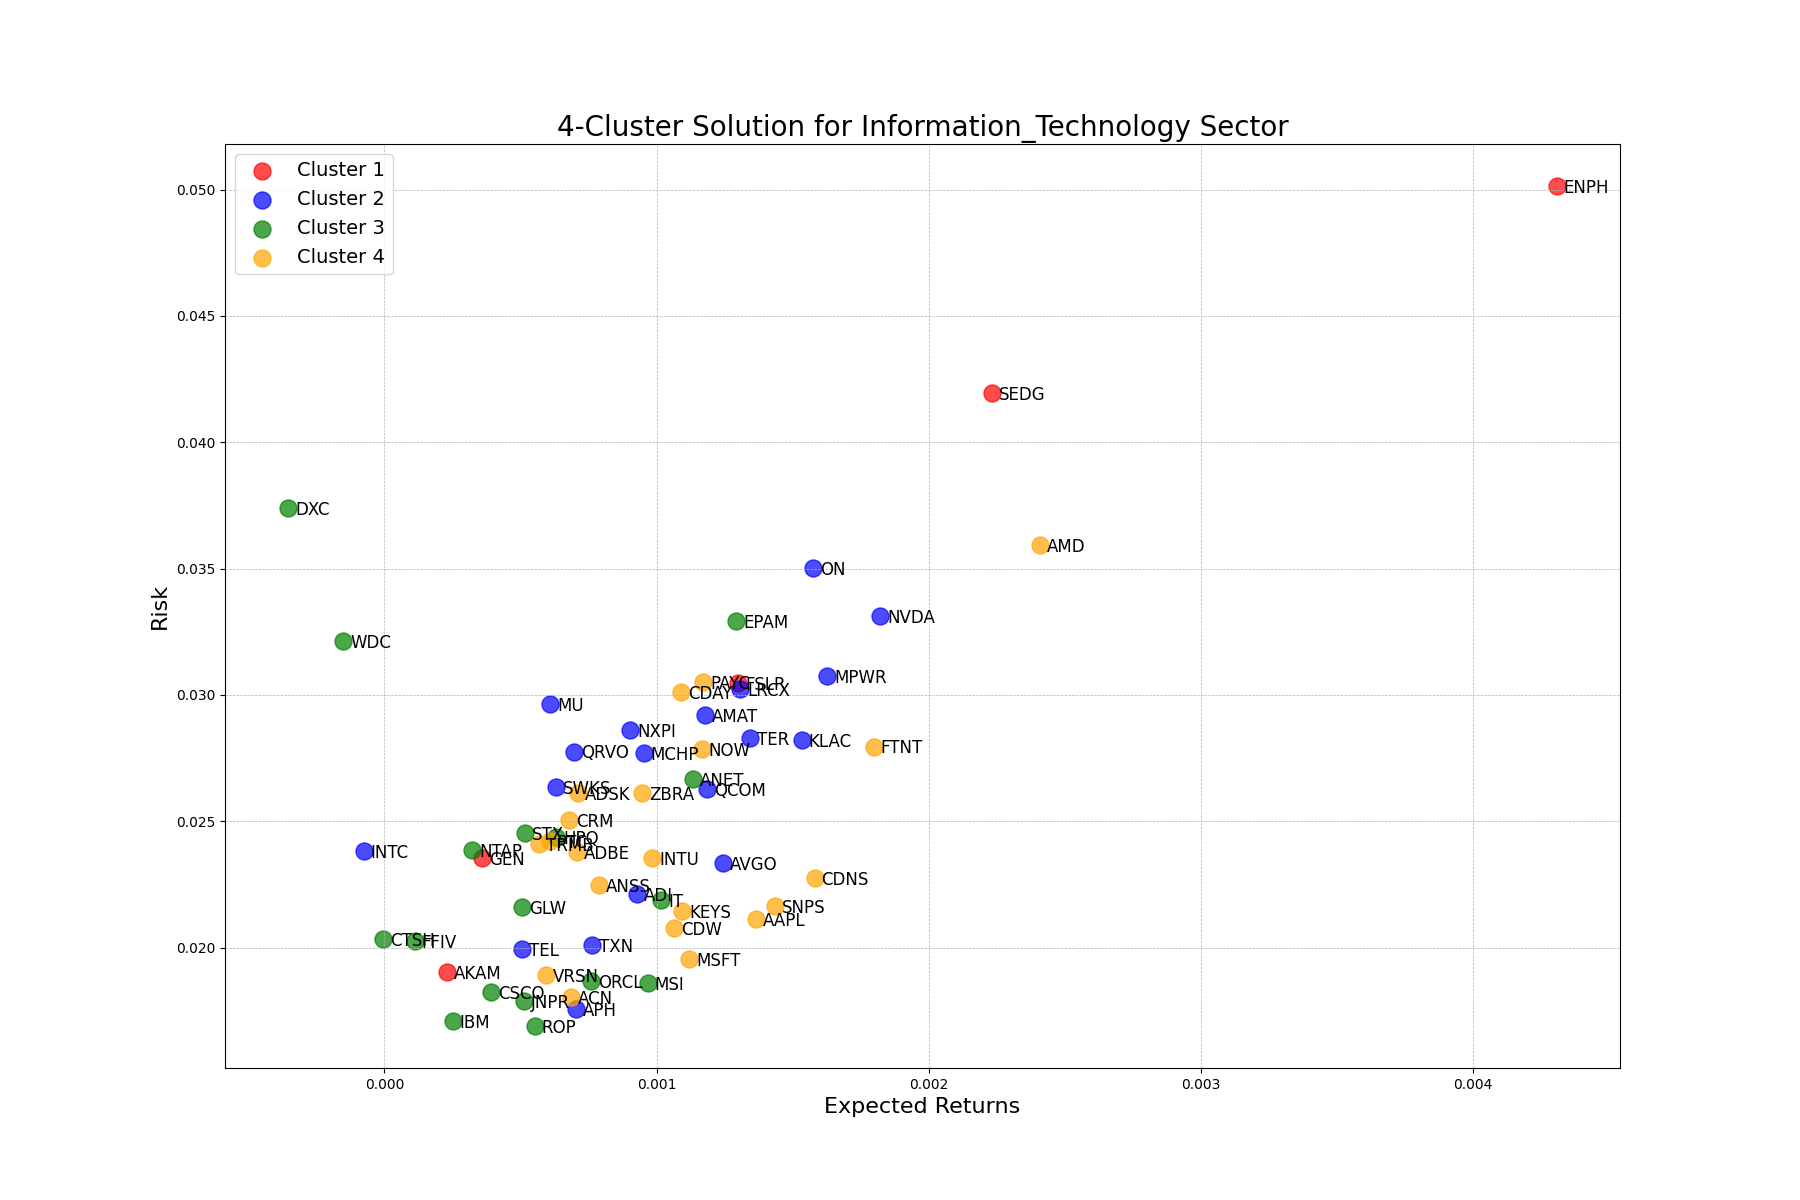 4-Cluster Solution for Information_Technology Sector
Cluster 1
Cluster 2
Cluster 3
Cluster 4
0.050
0.045
0.040
0.035
0.030
0.025
0.020
Risk
ENPH
SEDG
DXC
AMD
ON
NVDA
EPAM
WDC
MPWR
PAYC
FSLR
LRCX
CDAY
MU
AMAT
NXPI
TER
KLAC
FTNT
QRVO
MCHP
NOW
ANET
SWKS
QCOM
ADSK
ZBRA
CRM
STX
HPQ
PTC
TRMB
INTC
NTAP
GEN
ADBE
INTU
AVGO
CDNS
ANSS
ADI
IT
GLW
KEYS
SNPS
AAPL
CDW
CTSH
FFIV
TEL
TXN
MSFT
AKAM
VRSN
ORCL
MSI
CSCO
JNPR
ACN
APH
IBM
ROP
0.000
0.001
0.002
0.003
0.004
Expected Returns